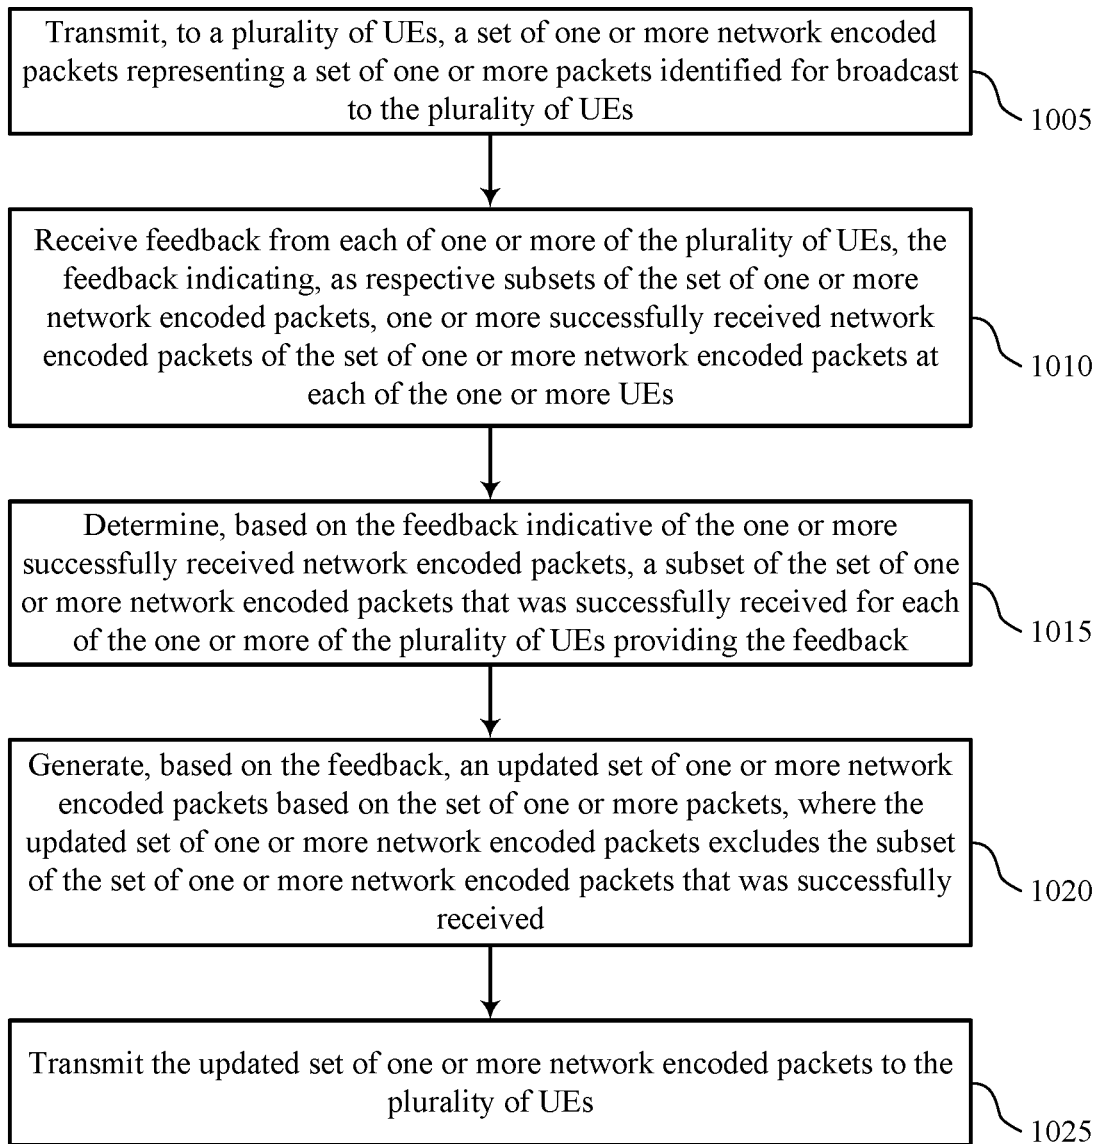 Transmit, to a plurality of UEs, a set of one or more network encoded
packets representing a set of one or more packets identified for broadcast
to the plurality of UEs
1005
Receive feedback from each of one or more of the plurality of UEs, the
feedback indicating, as respective subsets of the set of one or more
network encoded packets, one or more successfully received network
encoded packets of the set of one or more network encoded packets at
each of the one or more UEs
1010
Determine, based on the feedback indicative of the one or more
successfully received network encoded packets, a subset of the set of one
or more network encoded packets that was successfully received for each
of the one or more of the plurality of UEs providing the feedback
1015
Generate, based on the feedback, an updated set of one or more network
encoded packets based on the set of one or more packets, where the
updated set of one or more network encoded packets excludes the subset
of the set of one or more network encoded packets that was successfully
received
1020
Transmit the updated set of one or more network encoded packets to the
plurality of UEs
1025